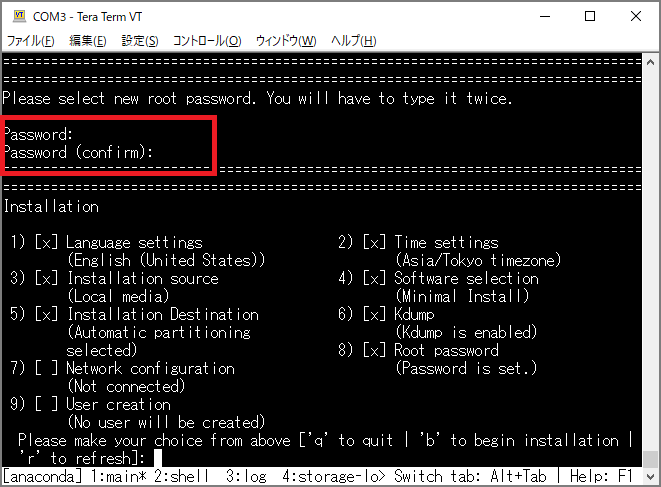 COM3 - Tera Term VT
ファイル(F) 編集(E) 設定(S) コントロール(O) ウィンドウ(W) ヘルプ(H)
================================================================================
================================================================================
Please select new root password. You will have to type it twice.
Password:
Password (confirm):
================================================================================
================================================================================
Installation
1) [x] Language settings 2) [x] Time settings
(English (United States)) (Asia/Tokyo timezone)
3) [x] Installation source 4) [x] Software selection
(Local media) (Minimal Install)
5) [x] Installation Destination 6) [x] Kdump
(Automatic partitioning (Kdump is enabled)
selected) 8) [x] Root password
7) [ ] Network configuration (Password is set.)
(Not connected)
9) [ ] User creation
(No user will be created)
Please make your choice from above ['q' to quit | 'b' to begin installation |
'r' to refresh]:
[anaconda] 1:main* 2:shell 3:log 4:storage-lo> Switch tab: Alt+Tab | Help: F1